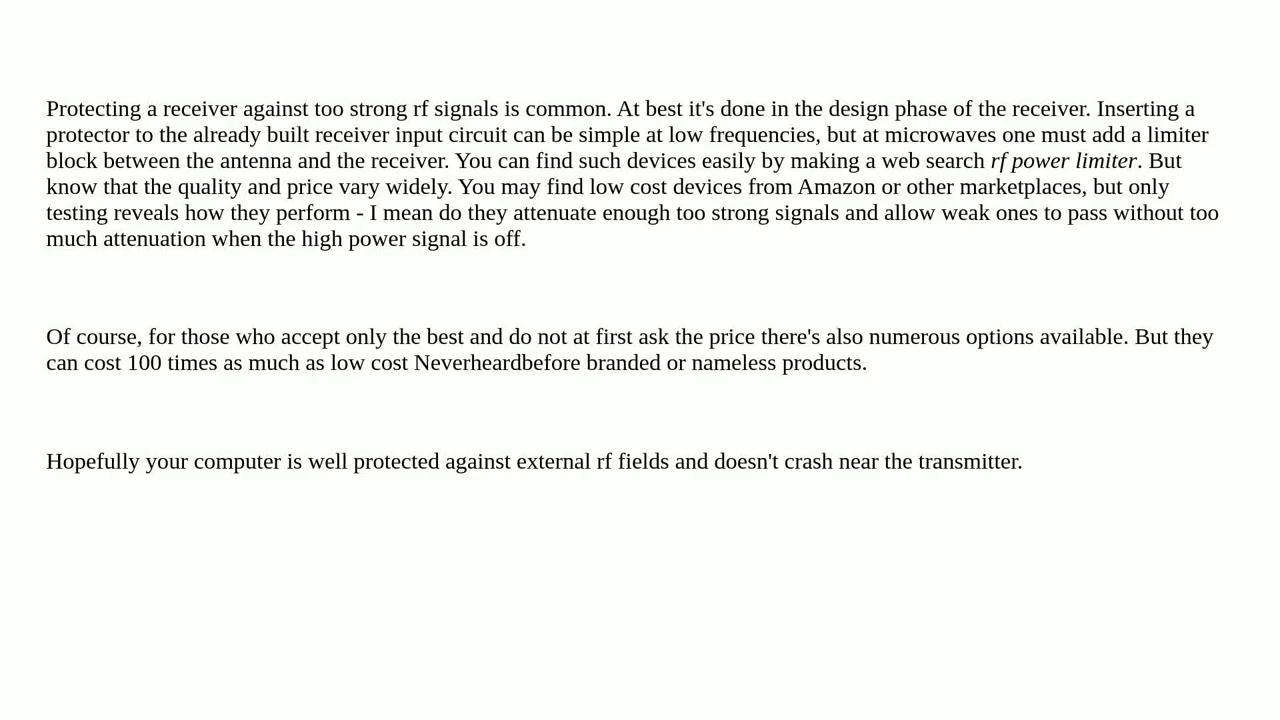 Protecting a receiver against too strong rf signals is common. At best it's done in the design phase of the receiver. Inserting a
protector to the already built receiver input circuit can be simple at low frequencies, but at microwaves one must add a limiter
block between the antenna and the receiver. You can find such devices easily by making a web search rf power limiter. But
know that the quality and price vary widely. You may find low cost devices from Amazon or other marketplaces, but only
testing reveals how they perform - I mean do they attenuate enough too strong signals and allow weak ones to pass without too
much attenuation when the high power signal is off.
Of course, for those who accept only the best and do not at first ask the price there's also numerous options available. But they
can cost 100 times as much as low cost Neverheardbefore branded or nameless products.
Hopefully your computer is well protected against external rf fields and doesn't crash near the transmitter.